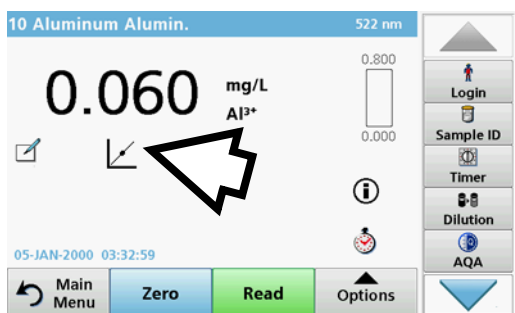 10 Aluminum Alumin.
522 nm
0.060
mg/L
Al³⁺
0.800
0.000
05-JAN-2000 03:32:59
Main
Menu
Zero
Read
Options
Login
Sample ID
Timer
Dilution
AQA